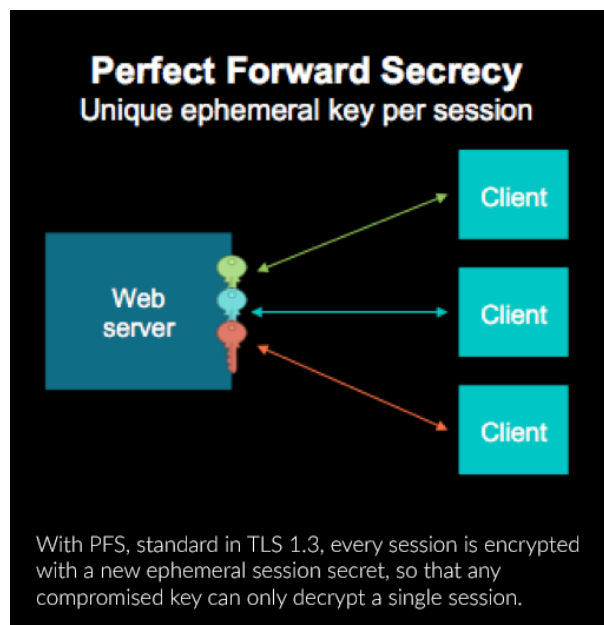 Perfect Forward Secrecy
Unique ephemeral key per session
Client
Web
server
Client
Client
With PFS, standard in TLS 1.3, every session is encrypted
with a new ephemeral session secret, so that any
compromised key can only decrypt a single session.